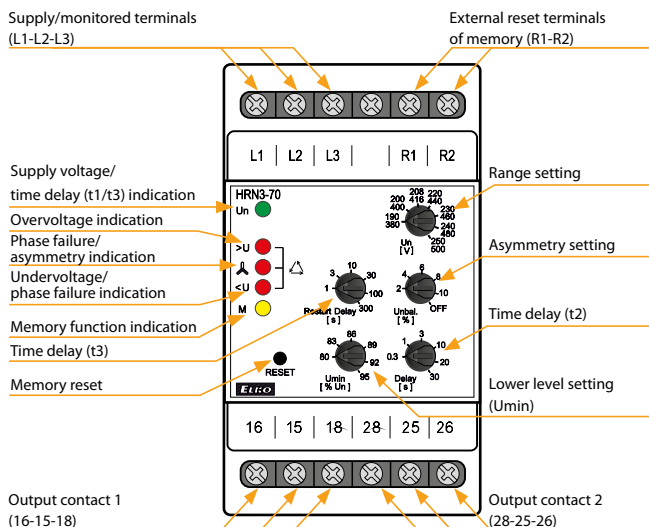 Supply/monitored terminals
(L1-L2-L3)
External reset terminals
of memory (R1-R2)
L1 L2 L3 R1 R2
Supply voltage/
time delay (t1/t3) indication
Overvoltage indication
Phase failure/
asymmetry indication
Undervoltage/
phase failure indication
Memory function indication
Time delay (t3)
Memory reset
HRN3-70
Un
>U
<U
M
RESET
ELKO
190
380
200
400
208
416
220
440
230
460
240
480
250
500
Un
[V]
1
3
10
30
100
300
Restart Delay
[s]
2
4
6
8
10
OFF
Unbal.
[%]
80
83
86
89
92
95
Umin
[% Un]
0.3
1
3
10
20
30
Delay
[s]
Range setting
Asymmetry setting
Time delay (t2)
Lower level setting
(Umin)
16 15 18 28 25 26
Output contact 1
(16-15-18)
Output contact 2
(28-25-26)